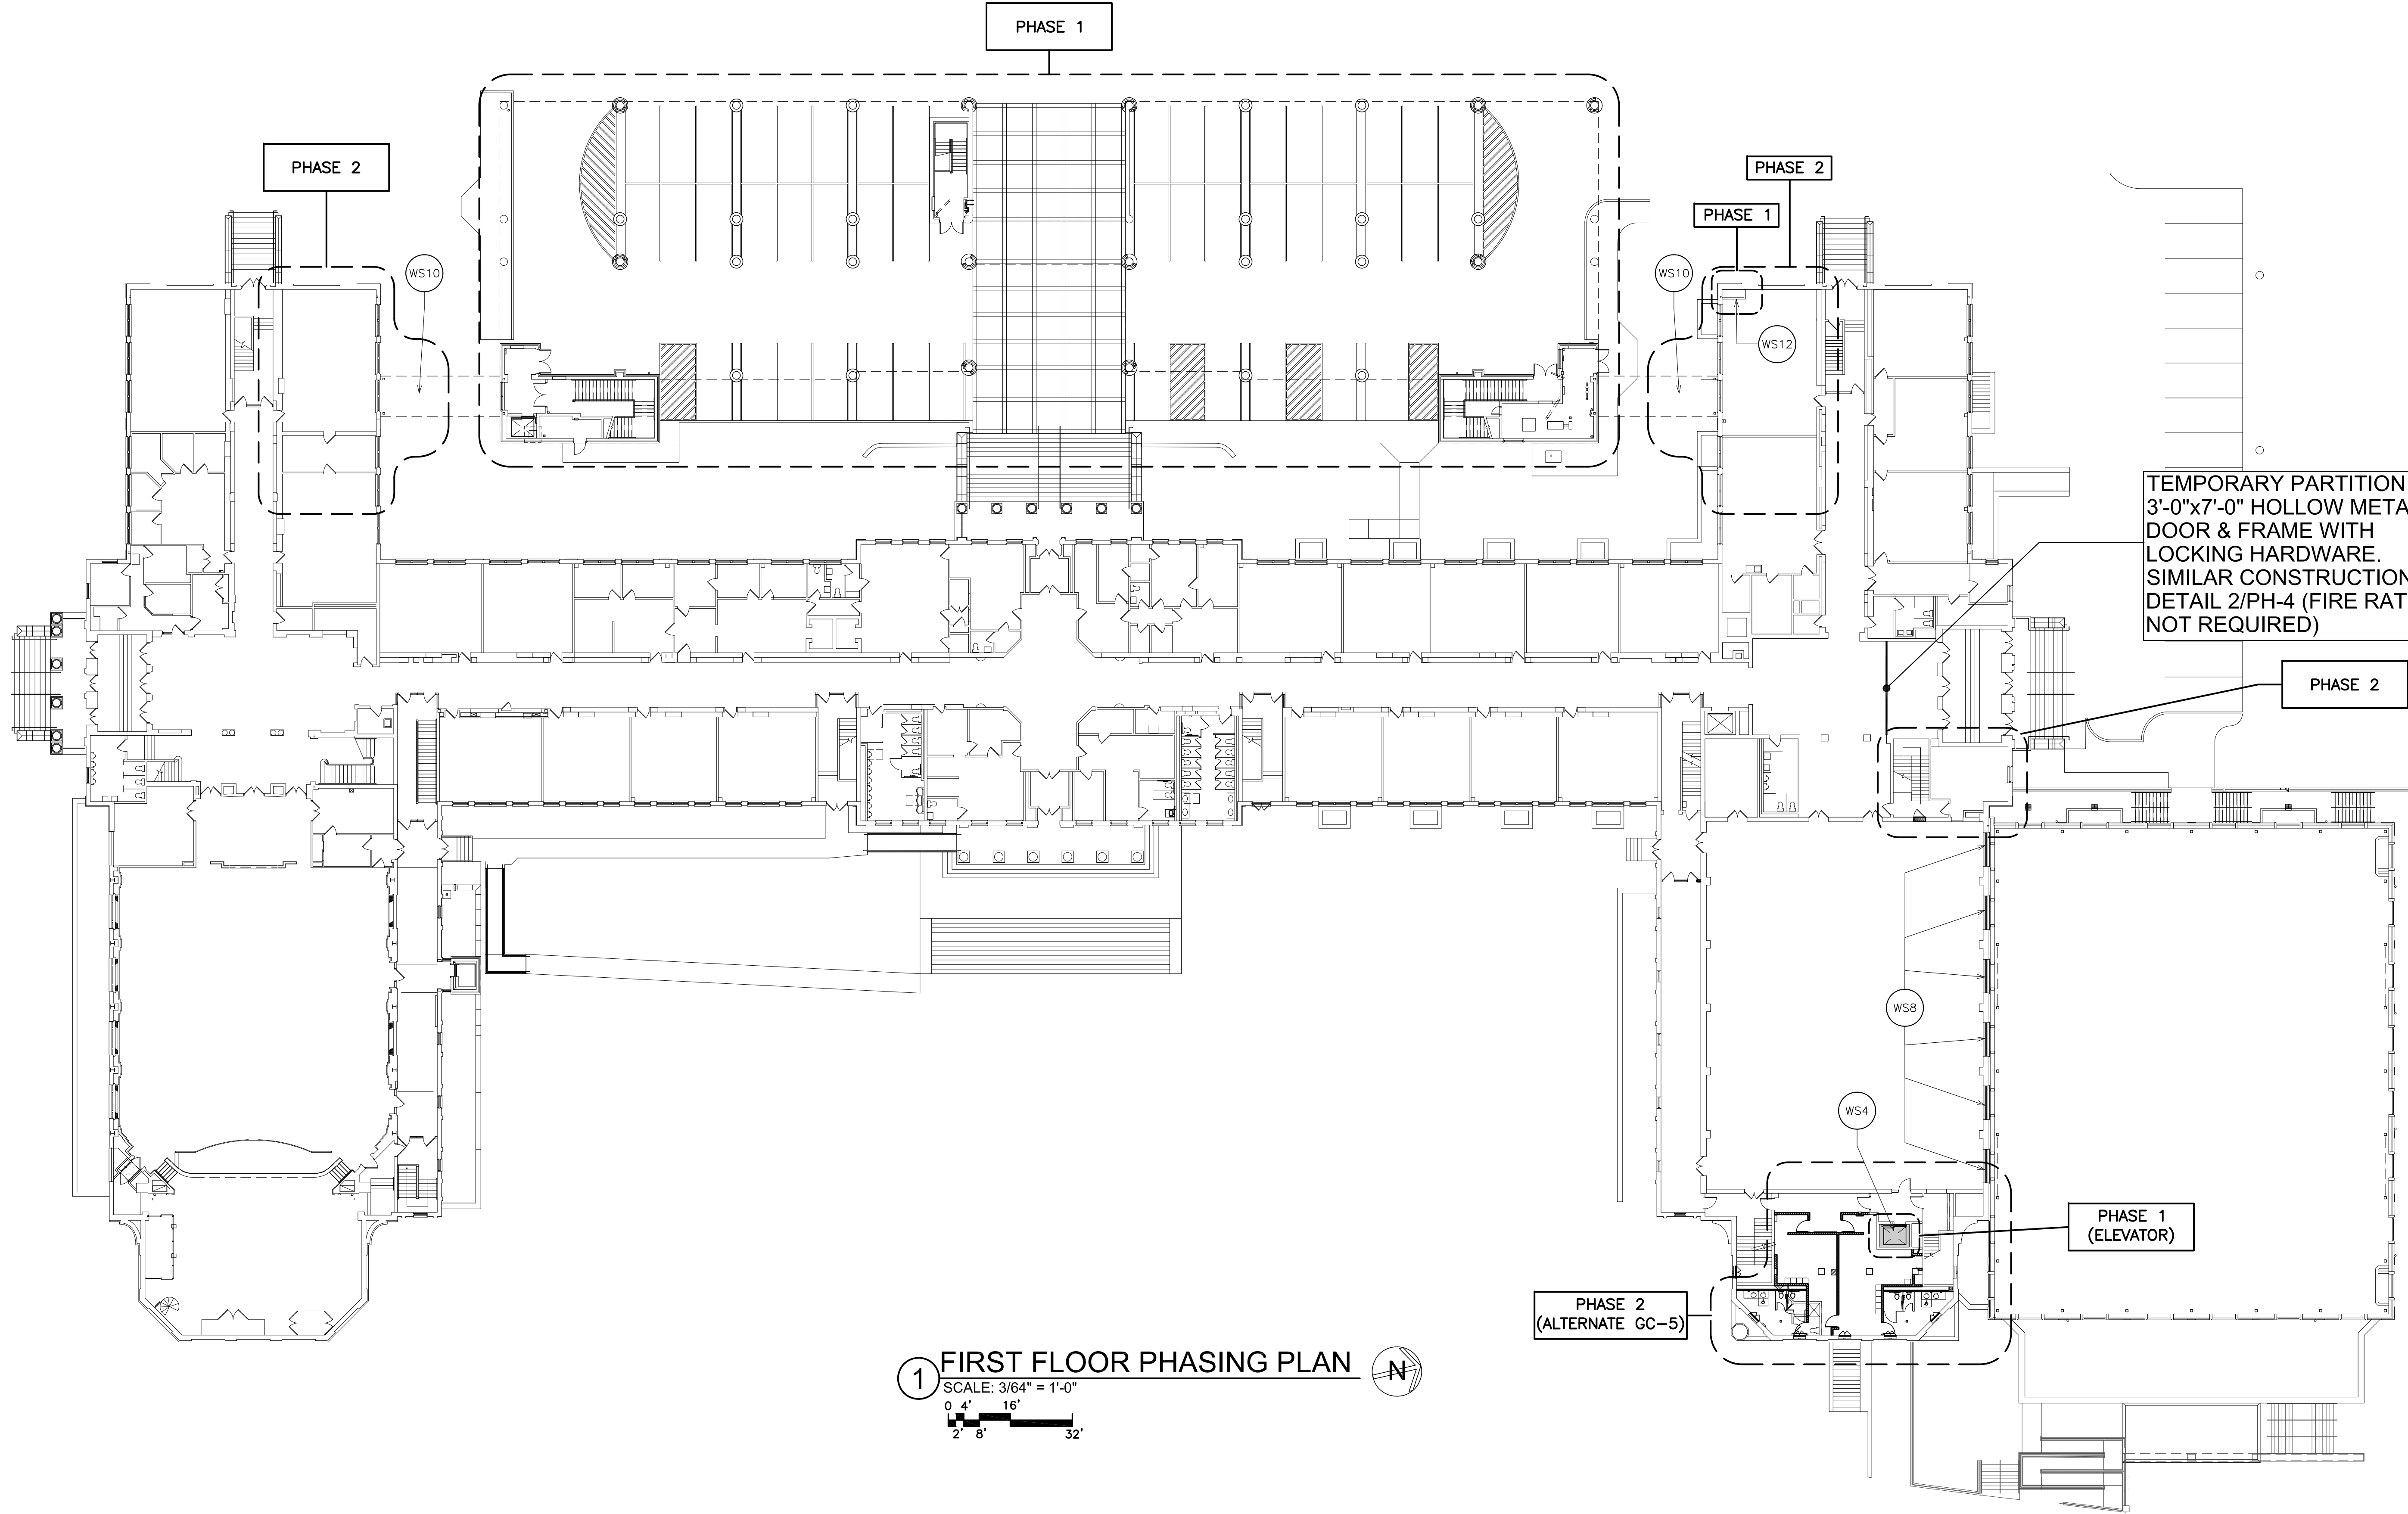 PHASE 1
PHASE 2
PHASE 2
PHASE 1
WS10
WS10
WS12
TEMPORARY PARTITION
3'-0"x7'-0" HOLLOW META
DOOR & FRAME WITH
LOCKING HARDWARE.
SIMILAR CONSTRUCTION
DETAIL 2/PH-4 (FIRE RAT
NOT REQUIRED)
PHASE 2
WS8
WS4
PHASE 1
(ELEVATOR)
PHASE 2
(ALTERNATE GC-5)
1 FIRST FLOOR PHASING PLAN N
SCALE: 3/64" = 1'-0"
0 4' 16'
2' 8' 32'